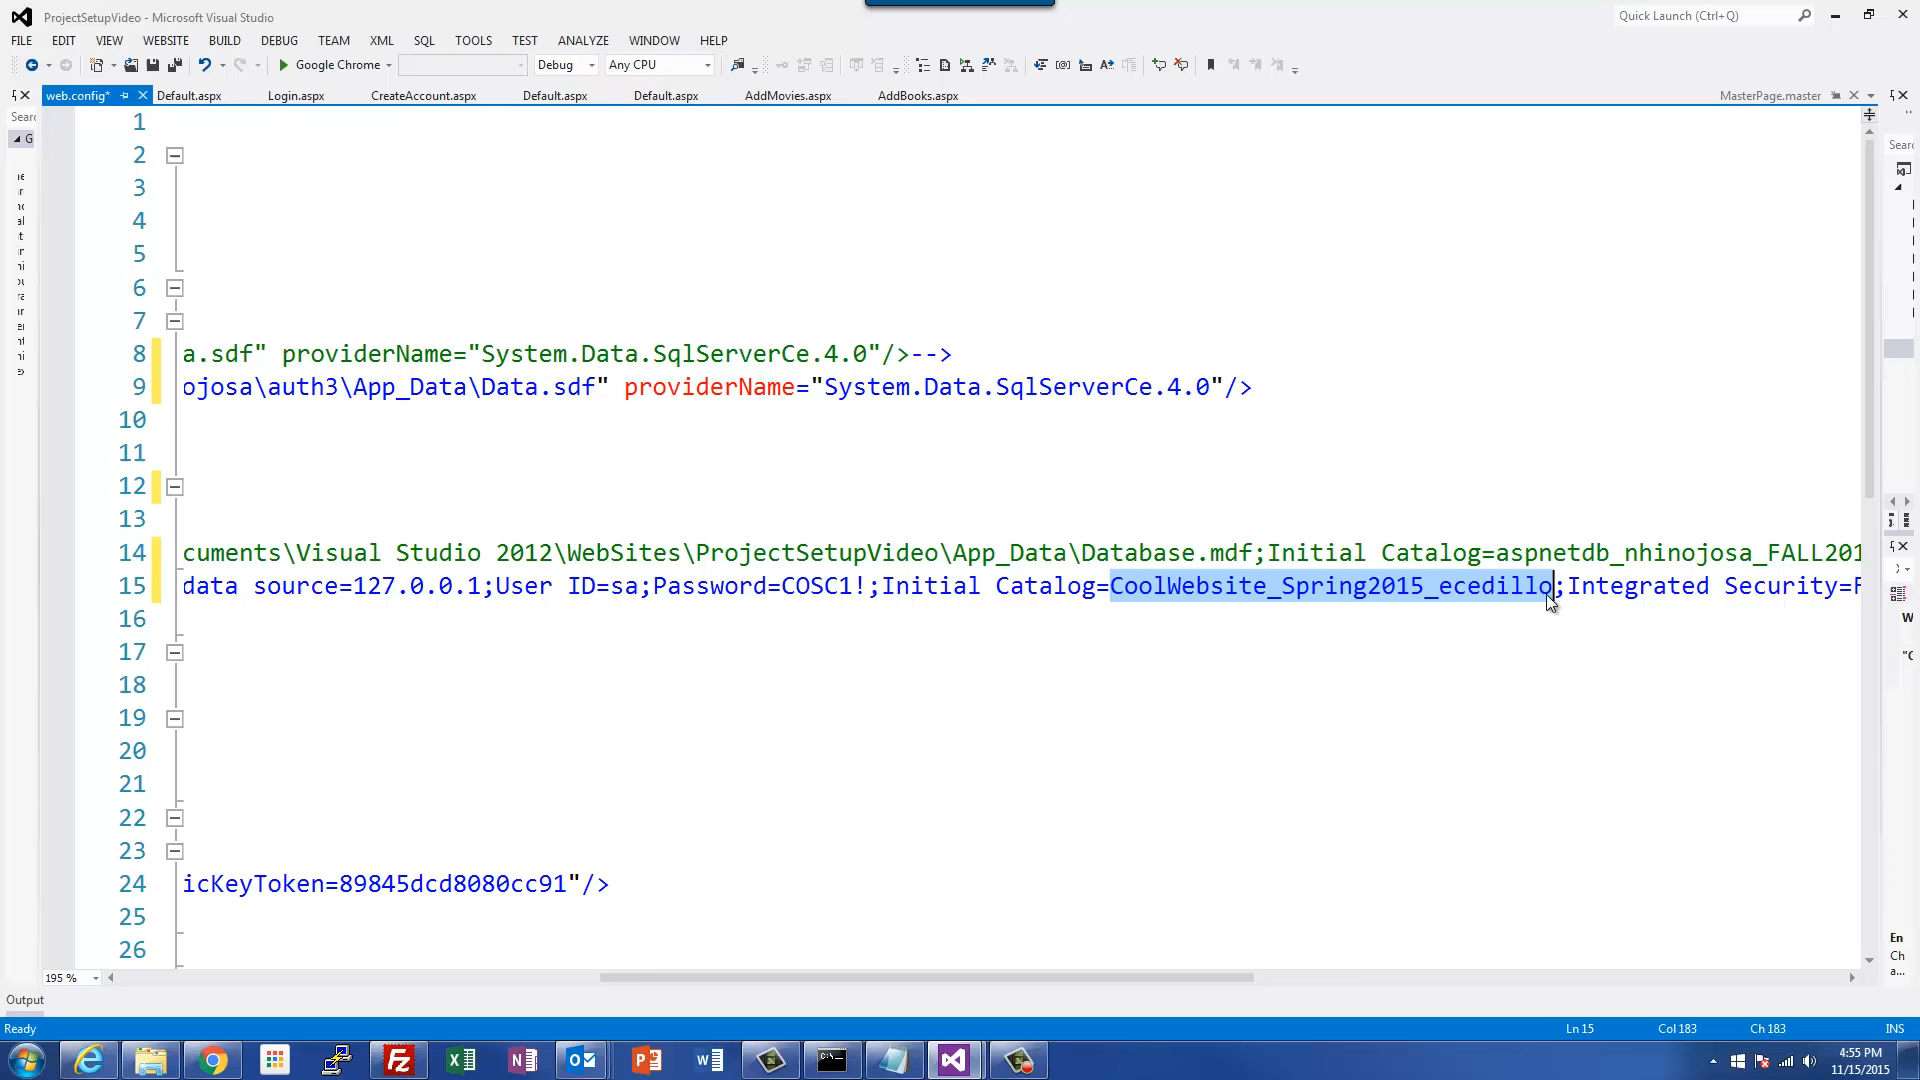 ProjectSetupVideo - Microsoft Visual Studio
Quick Launch (Ctrl+Q)
FILE EDIT VIEW WEBSITE BUILD DEBUG TEAM XML SQL TOOLS TEST ANALYZE WINDOW HELP
Google Chrome Debug Any CPU
web.config* Default.aspx Login.aspx CreateAccount.aspx Default.aspx Default.aspx AddMovies.aspx AddBooks.aspx MasterPage.master
1
2
3
4
5
6
7
8 a.sdf" providerName="System.Data.SqlServerCe.4.0"/>-->
9 ojosa\auth3\App_Data\Data.sdf" providerName="System.Data.SqlServerCe.4.0"/>
10
11
12
13
14 cuments\Visual Studio 2012\WebSites\ProjectSetupVideo\App_Data\Database.mdf;Initial Catalog=aspnetdb_nhinojosa_FALL201
15 data source=127.0.0.1;User ID=sa;Password=COSC1!;Initial Catalog=CoolWebsite_Spring2015_ecedillo;Integrated Security=F
16
17
18
19
20
21
22
23
24 icKeyToken=89845dcd8080cc91"/>
25
26
En
Ch
a...
195 %
Output
Ready Ln 15 Col 183 Ch 183 INS
4:55 PM
11/15/2015